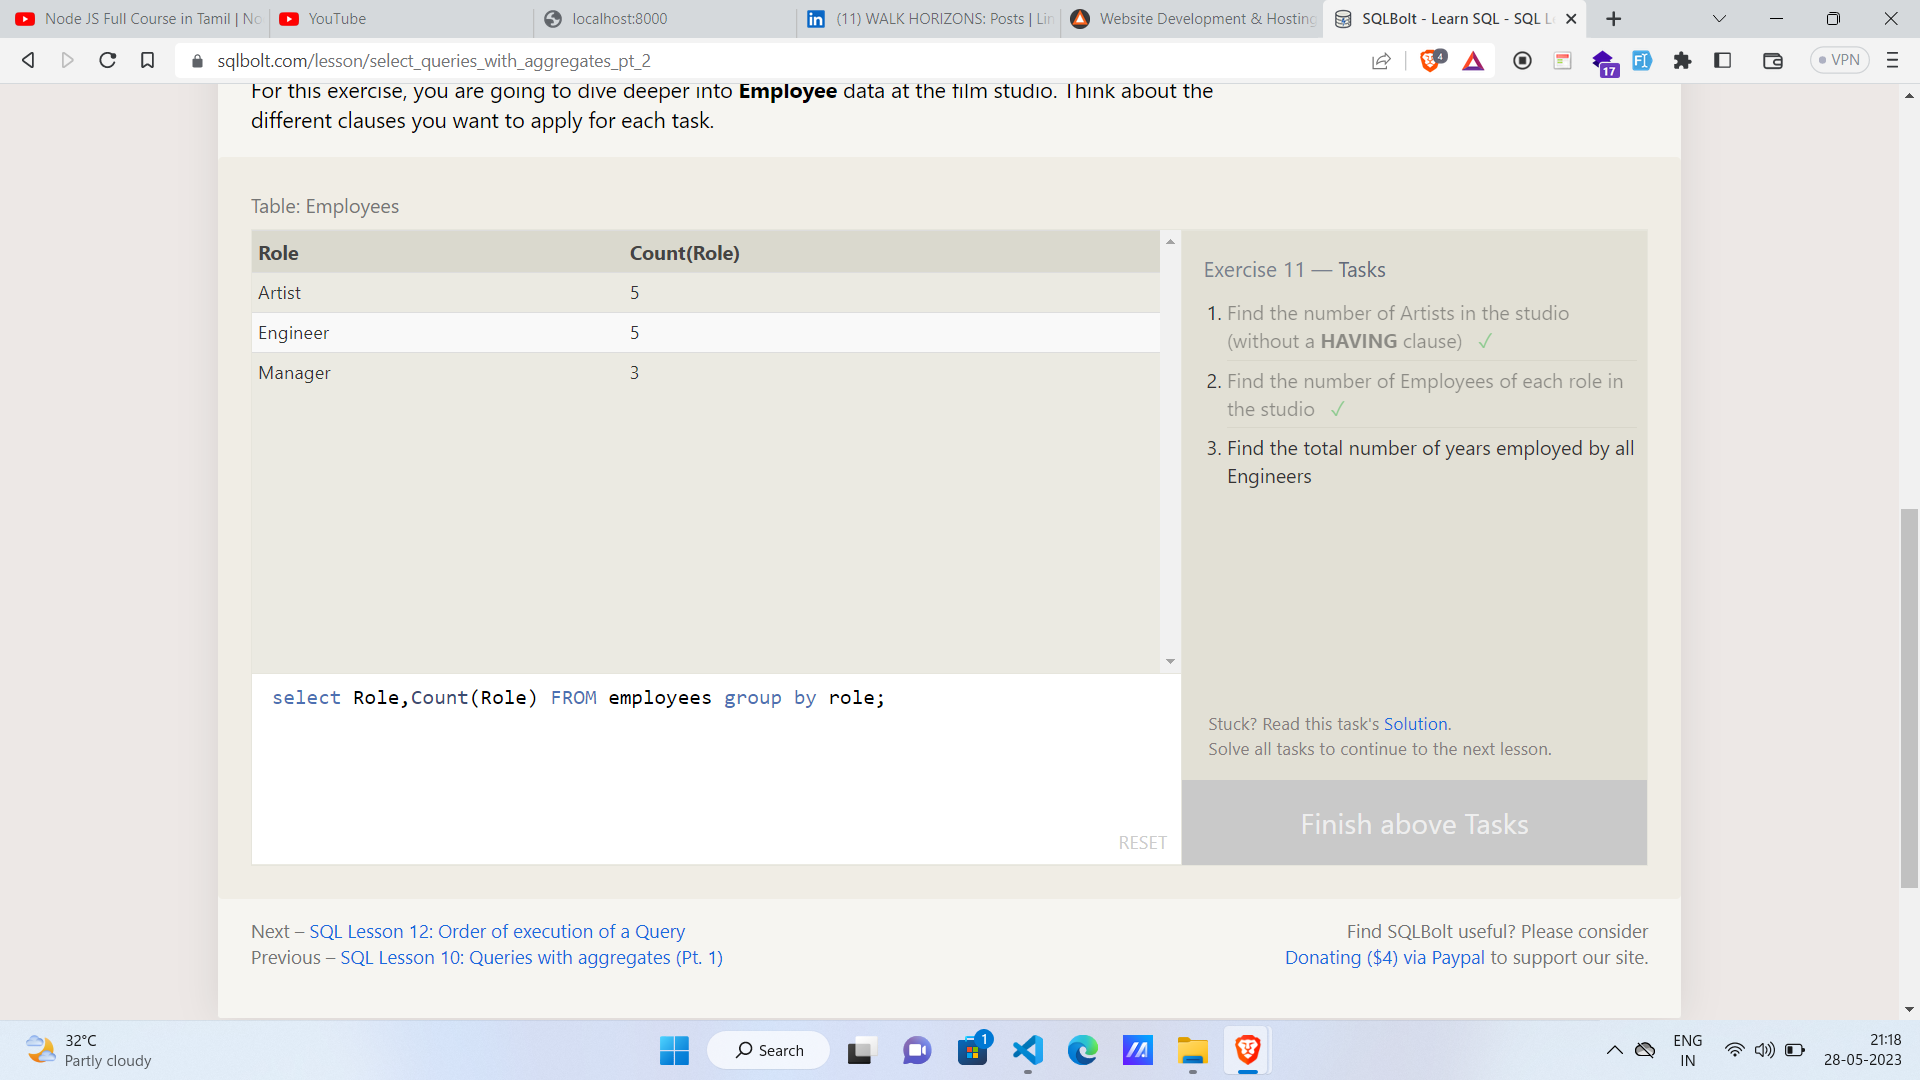 Node JS Full Course in Tamil | No
YouTube
localhost:8000
(11) WALK HORIZONS: Posts | Lin
Website Development & Hosting
SQLBolt - Learn SQL - SQL Le
sqlbolt.com/lesson/select_queries_with_aggregates_pt_2
4
17
VPN
For this exercise, you are going to dive deeper into Employee data at the film studio. Think about the
different clauses you want to apply for each task.
Table: Employees
Role Count(Role)
Artist 5
Engineer 5
Manager 3
select Role,Count(Role) FROM employees group by role;
RESET
Exercise 11 — Tasks
1. Find the number of Artists in the studio
(without a HAVING clause) ✓
2. Find the number of Employees of each role in
the studio ✓
3. Find the total number of years employed by all
Engineers
Stuck? Read this task's Solution.
Solve all tasks to continue to the next lesson.
Finish above Tasks
Next – SQL Lesson 12: Order of execution of a Query
Previous – SQL Lesson 10: Queries with aggregates (Pt. 1)
Find SQLBolt useful? Please consider
Donating ($4) via Paypal to support our site.
32°C
Partly cloudy
Search
1
ENG
IN
21:18
28-05-2023